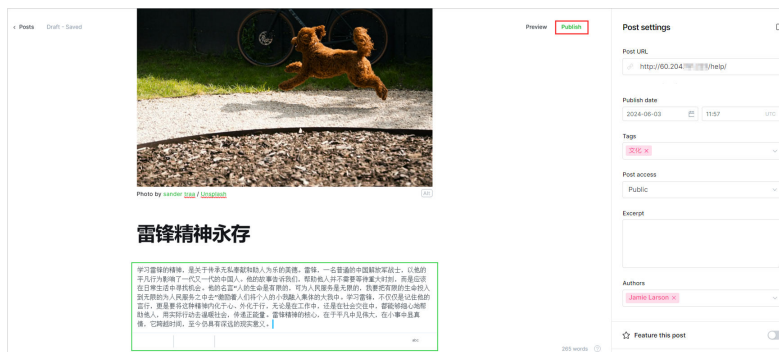 ‹ Posts
Draft - Saved
Preview
Publish
Photo by sander traa / Unsplash
Alt
雷锋精神永存
学习雷锋的精神，是关于传承无私奉献和助人为乐的美德。雷锋，一名普通的中国解放军战士，以他的
平凡行为影响了一代又一代的中国人。他的故事告诉我们，帮助他人并不需要等待重大时刻，而是应该
在日常生活中寻找机会。他的名言"人的生命是有限的，可为人民服务是无限的，我要把有限的生命投入
到无限的为人民服务之中去"激励着人们将个人的小我融入集体的大我中。学习雷锋，不仅仅是记住他的
言行，更是要将这种精神内化于心、外化于行，无论是在工作中，还是在社会交往中，都能够细心地帮
助他人，用实际行动去温暖社会，传递正能量。雷锋精神的核心，在于平凡中见伟大，在小事中显真
情，它跨越时间，至今仍具有深远的现实意义。
265 words
Post settings
Post URL
http://60.204
/help/
Publish date
2024-06-03
11:57
UTC
Tags
文化 ×
Post access
Public
Excerpt
Authors
Jamie Larson ×
Feature this post